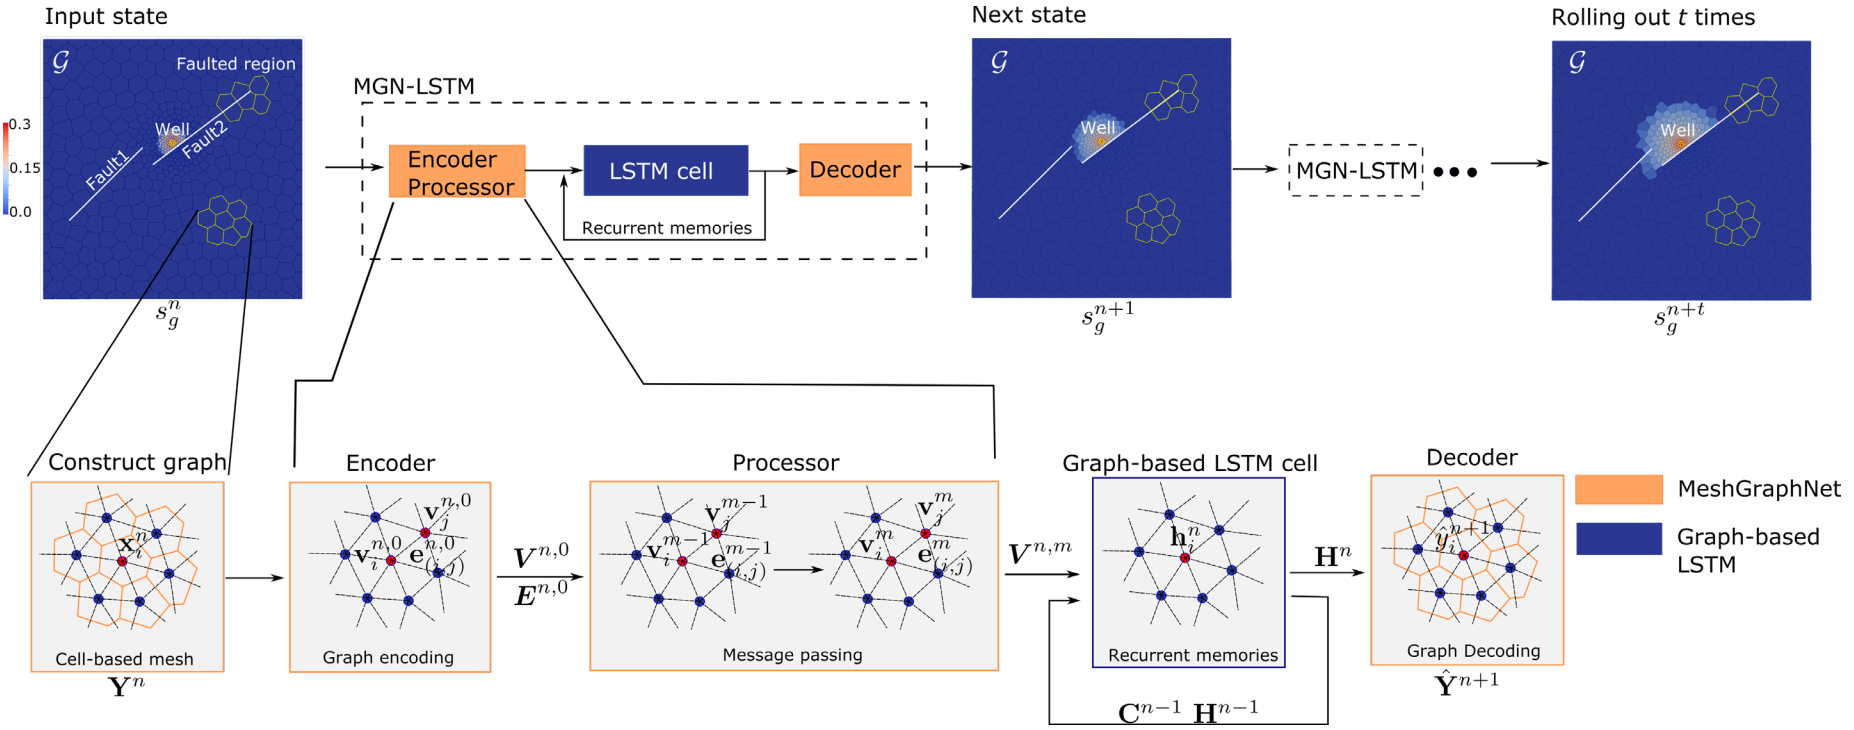 Input state
Next state
Rolling out t times
𝒢
Faulted region
Well
Fault2
Fault1
0.3
0.15
0.0
s_g^n
MGN-LSTM
Encoder
Processor
LSTM cell
Decoder
Recurrent memories
𝒢
Well
s_g^{n+1}
MGN-LSTM
•••
𝒢
Well
s_g^{n+t}
Construct graph
x_i^n
Cell-based mesh
Y^n
Encoder
v_j^{n,0}
v_i^{n,0} e_{(i,j)}^{n,0}
Graph encoding
V^{n,0}
E^{n,0}
Processor
v_j^{m-1}
v_i^{m-1} e_{(i,j)}^{m-1}
v_j^m
v_i^m e_{(i,j)}^m
Message passing
V^{n,m}
Graph-based LSTM cell
h_i^n
Recurrent memories
C^{n-1} H^{n-1}
H^n
Decoder
ŷ_i^{n+1}
Graph Decoding
Ŷ^{n+1}
MeshGraphNet
Graph-based
LSTM